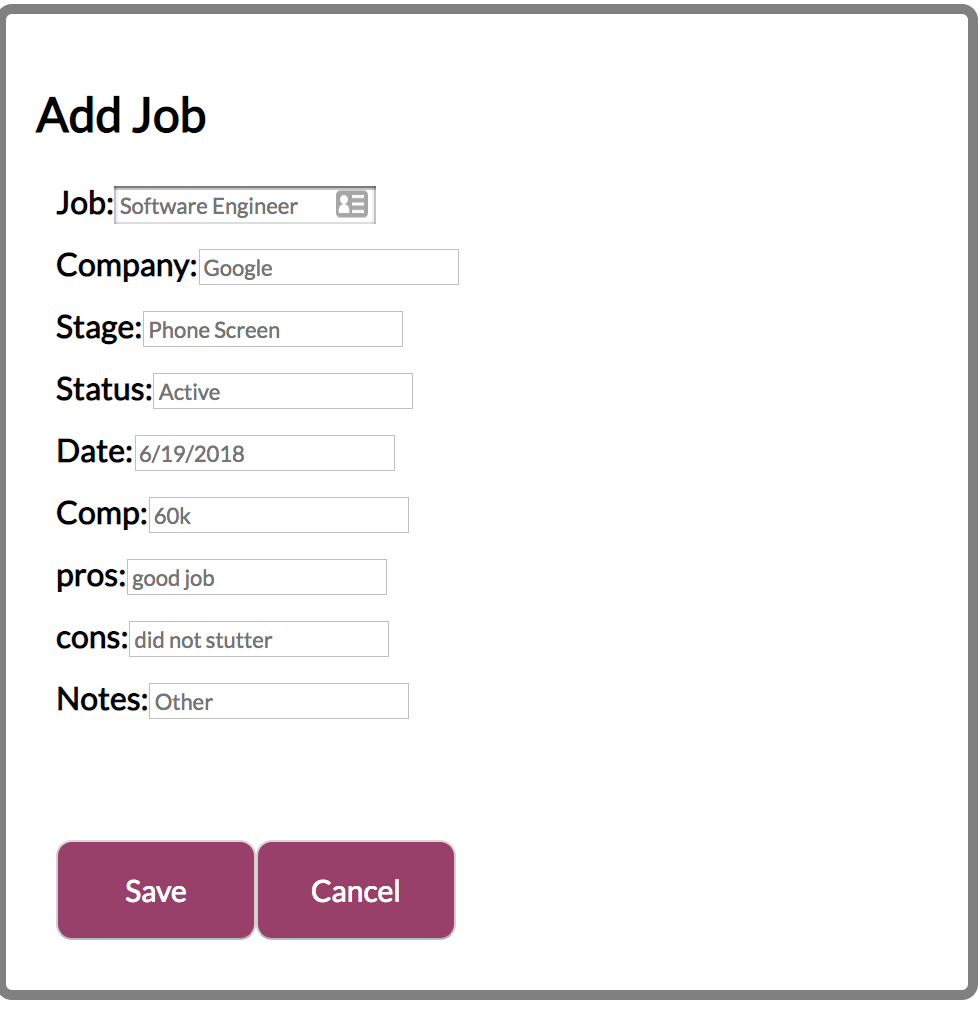 Add Job
Job: Software Engineer
Company: Google
Stage: Phone Screen
Status: Active
Date: 6/19/2018
Comp: 60k
pros: good job
cons: did not stutter
Notes: Other
Save Cancel